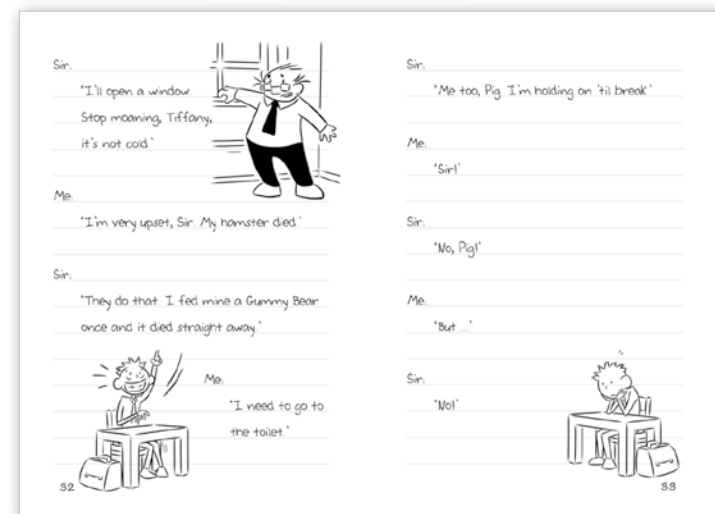 Sir:
"I'll open a window.
Stop moaning, Tiffany,
it's not cold."
Me:
"I'm very upset, Sir. My hamster died."
Sir:
"They do that. I fed mine a Gummy Bear
once and it died straight away."
Me:
"I need to go to
the toilet."
32
Sir:
"Me too, Pig. I'm holding on 'til break."
Me:
"Sir!"
Sir:
"No, Pig!"
Me:
"But ..."
Sir:
"No!"
33